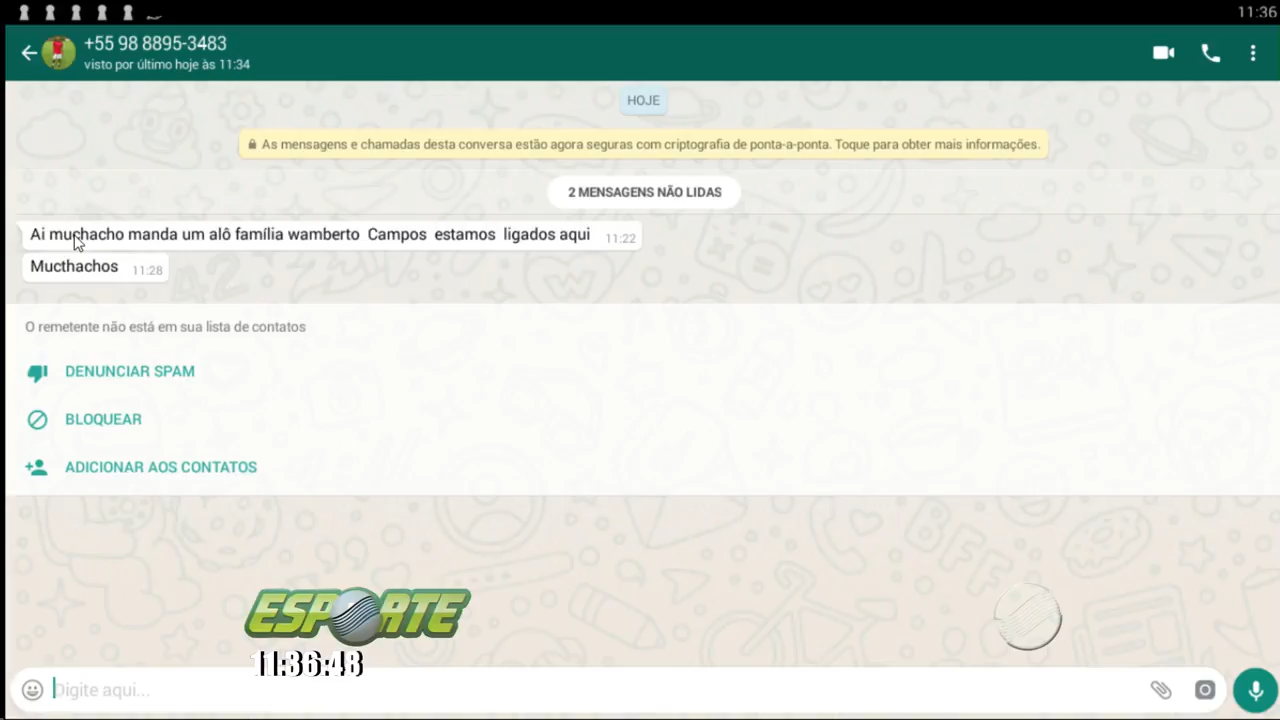 11:36
+55 98 8895-3483
visto por último hoje às 11:34
HOJE
As mensagens e chamadas desta conversa estão agora seguras com criptografia de ponta-a-ponta. Toque para obter mais informações.
2 MENSAGENS NÃO LIDAS
Ai muchacho manda um alô família wamberto Campos estamos ligados aqui 11:22
Mucthachos 11:28
O remetente não está em sua lista de contatos
DENUNCIAR SPAM
BLOQUEAR
ADICIONAR AOS CONTATOS
ESPORTE
11:36:48
Digite aqui...